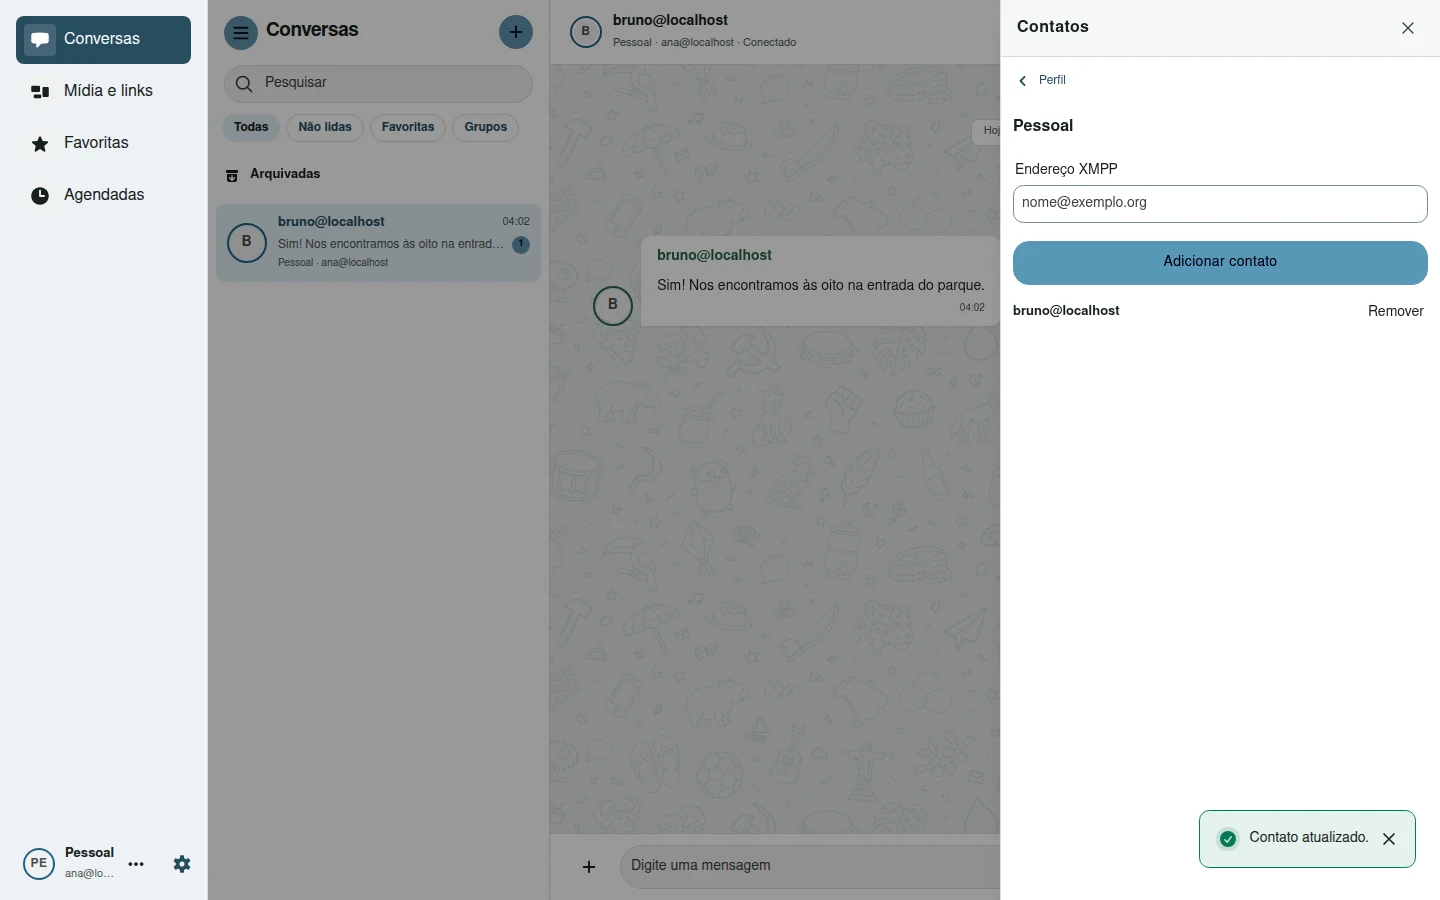 Conversas
Mídia e links
Favoritas
Agendadas
PE
Pessoal
ana@lo...
Conversas
Pesquisar
Todas
Não lidas
Favoritas
Grupos
Arquivadas
B
bruno@localhost
04:02
Sim! Nos encontramos às oito na entrad...
1
Pessoal · ana@localhost
B
bruno@localhost
Pessoal · ana@localhost · Conectado
Hoj
bruno@localhost
Sim! Nos encontramos às oito na entrada do parque.
04:02
B
Digite uma mensagem
Contatos
Perfil
Pessoal
Endereço XMPP
nome@exemplo.org
Adicionar contato
bruno@localhost
Remover
Contato atualizado.